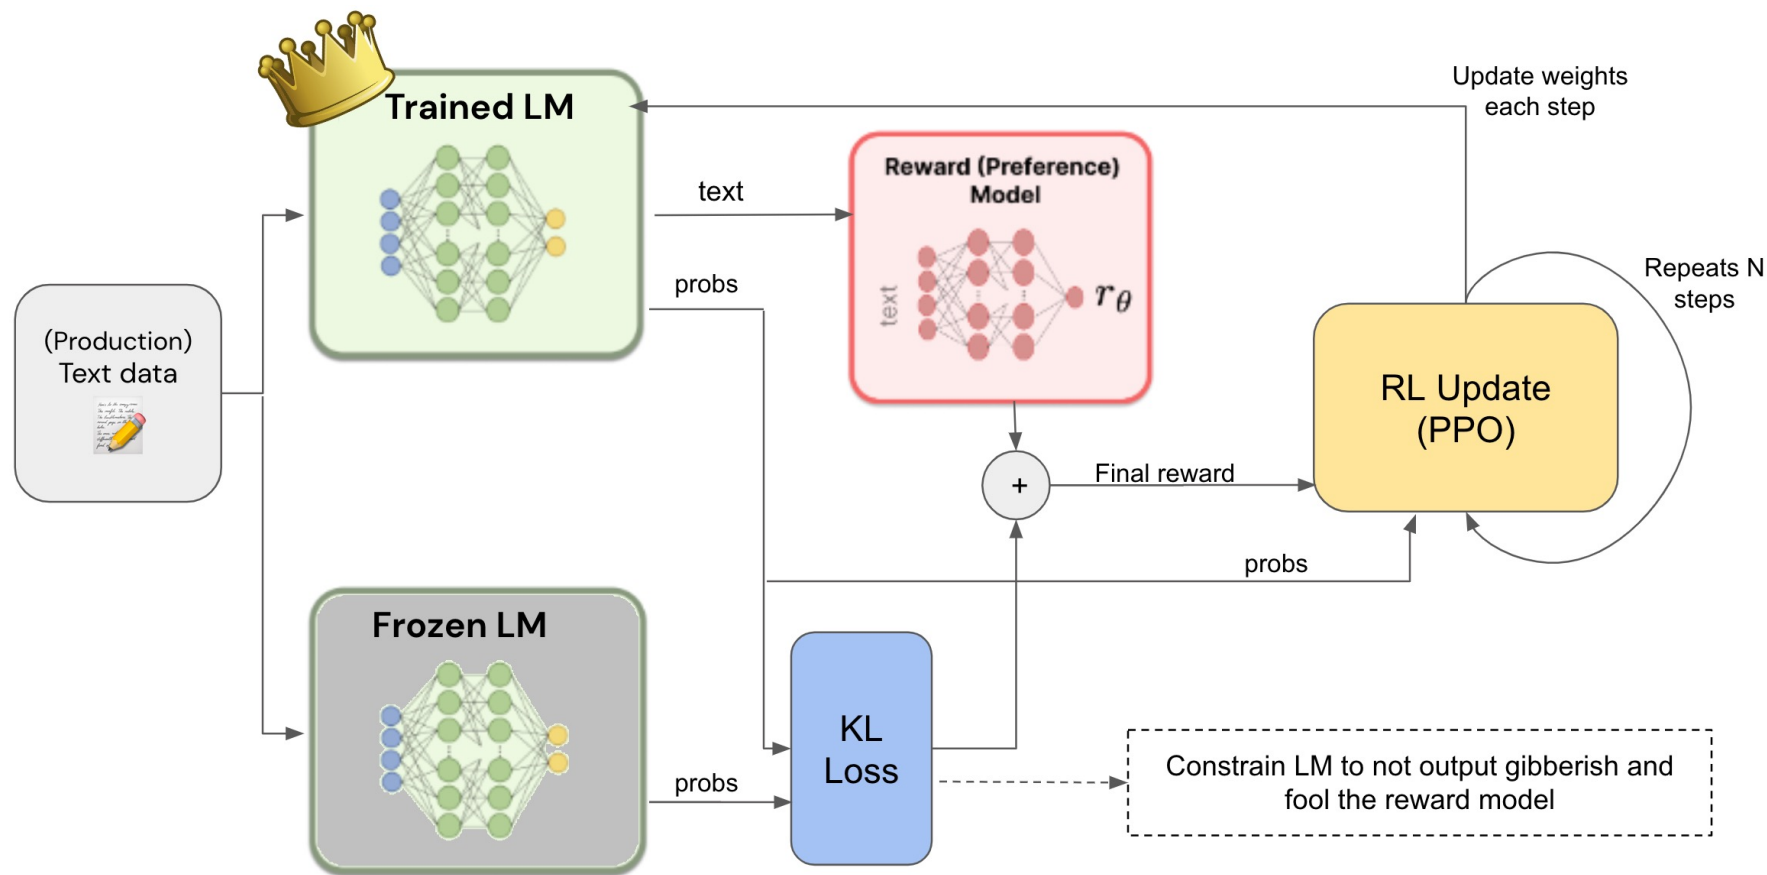 Trained LM
Update weights
each step
Reward (Preference)
Model
text
text
r_θ
probs
Repeats N
steps
(Production)
Text data
RL Update
(PPO)
+
Final reward
probs
Frozen LM
KL
Loss
probs
Constrain LM to not output gibberish and
fool the reward model